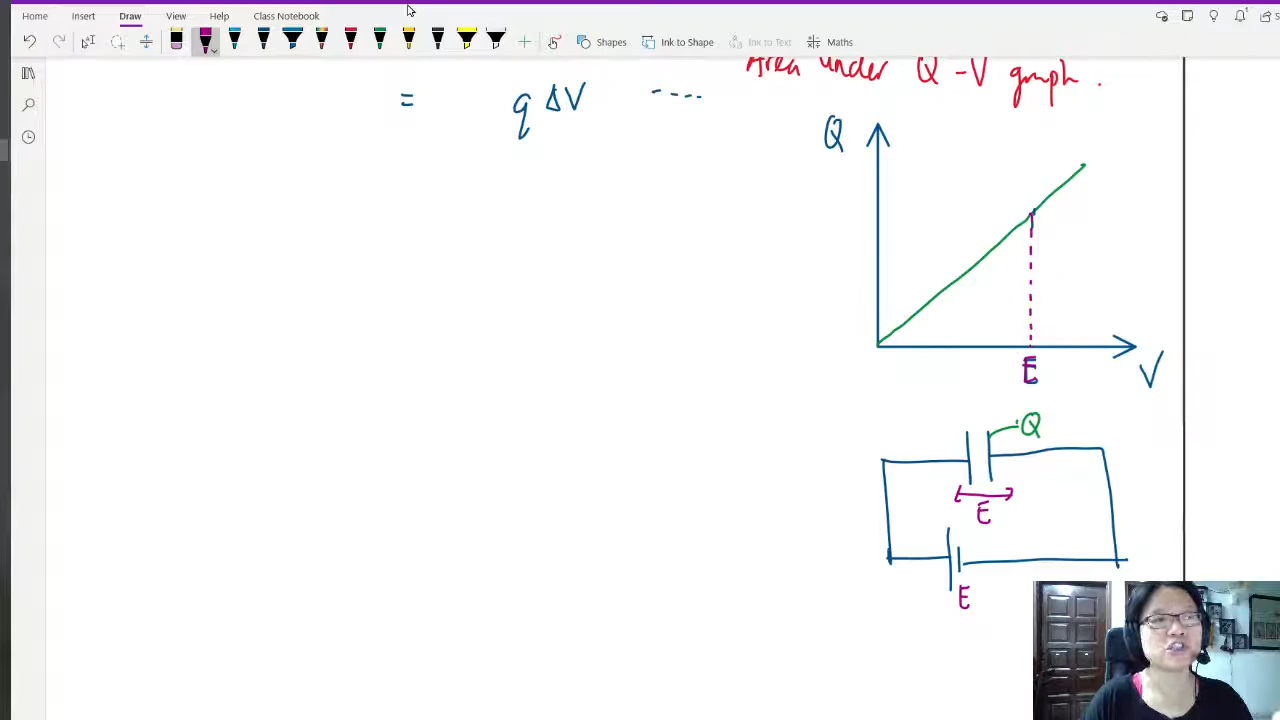 Home Insert Draw View Help Class Notebook
Shapes Ink to Shape Ink to Text Maths
Area under Q-V graph.
= q ΔV ----
Q
E
V
Q
E
E